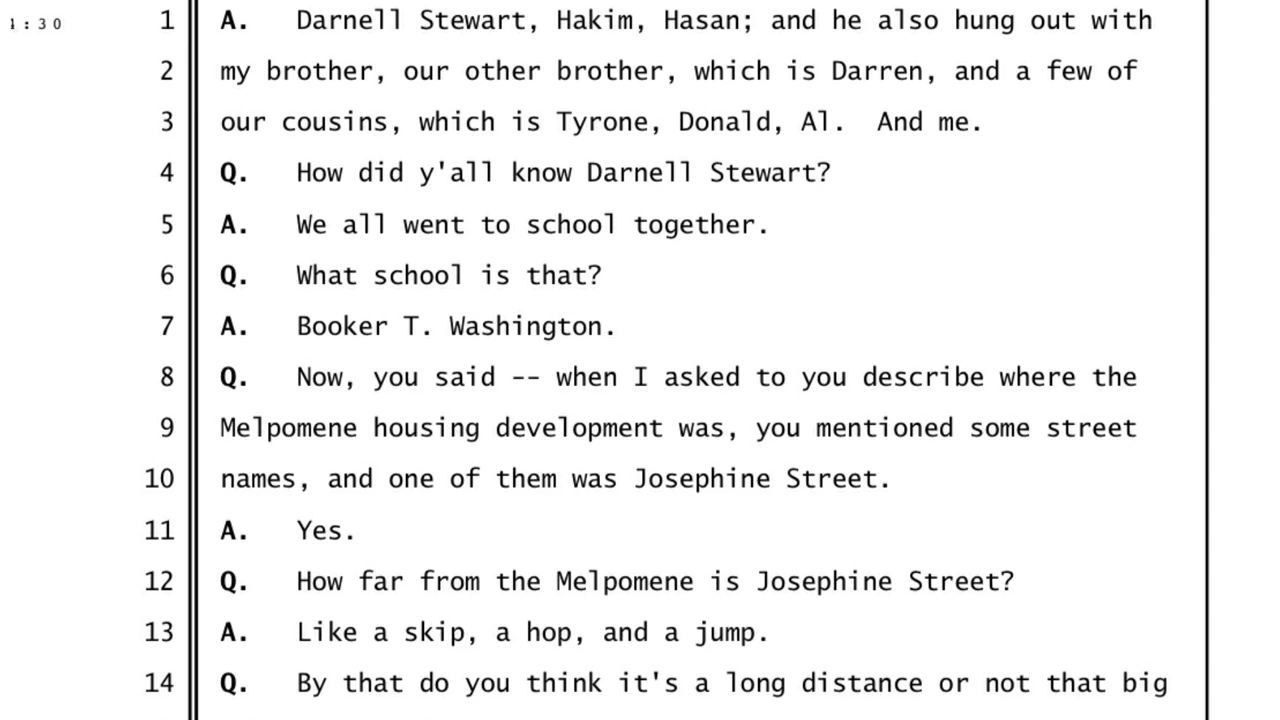 1:30 1 A. Darnell Stewart, Hakim, Hasan; and he also hung out with
2 my brother, our other brother, which is Darren, and a few of
3 our cousins, which is Tyrone, Donald, Al. And me.
4 Q. How did y'all know Darnell Stewart?
5 A. We all went to school together.
6 Q. What school is that?
7 A. Booker T. Washington.
8 Q. Now, you said -- when I asked to you describe where the
9 Melpomene housing development was, you mentioned some street
10 names, and one of them was Josephine Street.
11 A. Yes.
12 Q. How far from the Melpomene is Josephine Street?
13 A. Like a skip, a hop, and a jump.
14 Q. By that do you think it's a long distance or not that big